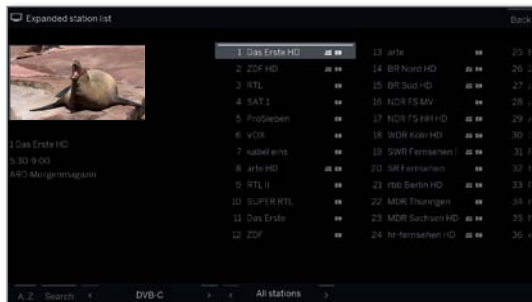 Expanded station list
Back
1 Das Erste HD
5.30-9:00
ARD-Morgenmagazin
1 Das Erste HD
2 ZDF HD
3 RTL
4 SAT.1
5 ProSieben
6 VOX
7 kabel eins
8 arte HD
9 RTL II
10 SUPER RTL
11 Das Erste
12 ZDF
13 arte
14 BR Nord HD
15 BR Süd HD
16 NDR FS MV
17 NDR FS HH HD
18 WDR Köln HD
19 SWR Fernsehen
20 SR Fernsehen
21 rbb Berlin HD
22 MDR Thüringen
23 MDR Sachsen HD
24 hr-fernsehen HD
25
26
27
28
29
30
31
32
33
34
35
36
A..Z Search < DVB-C > < All stations >